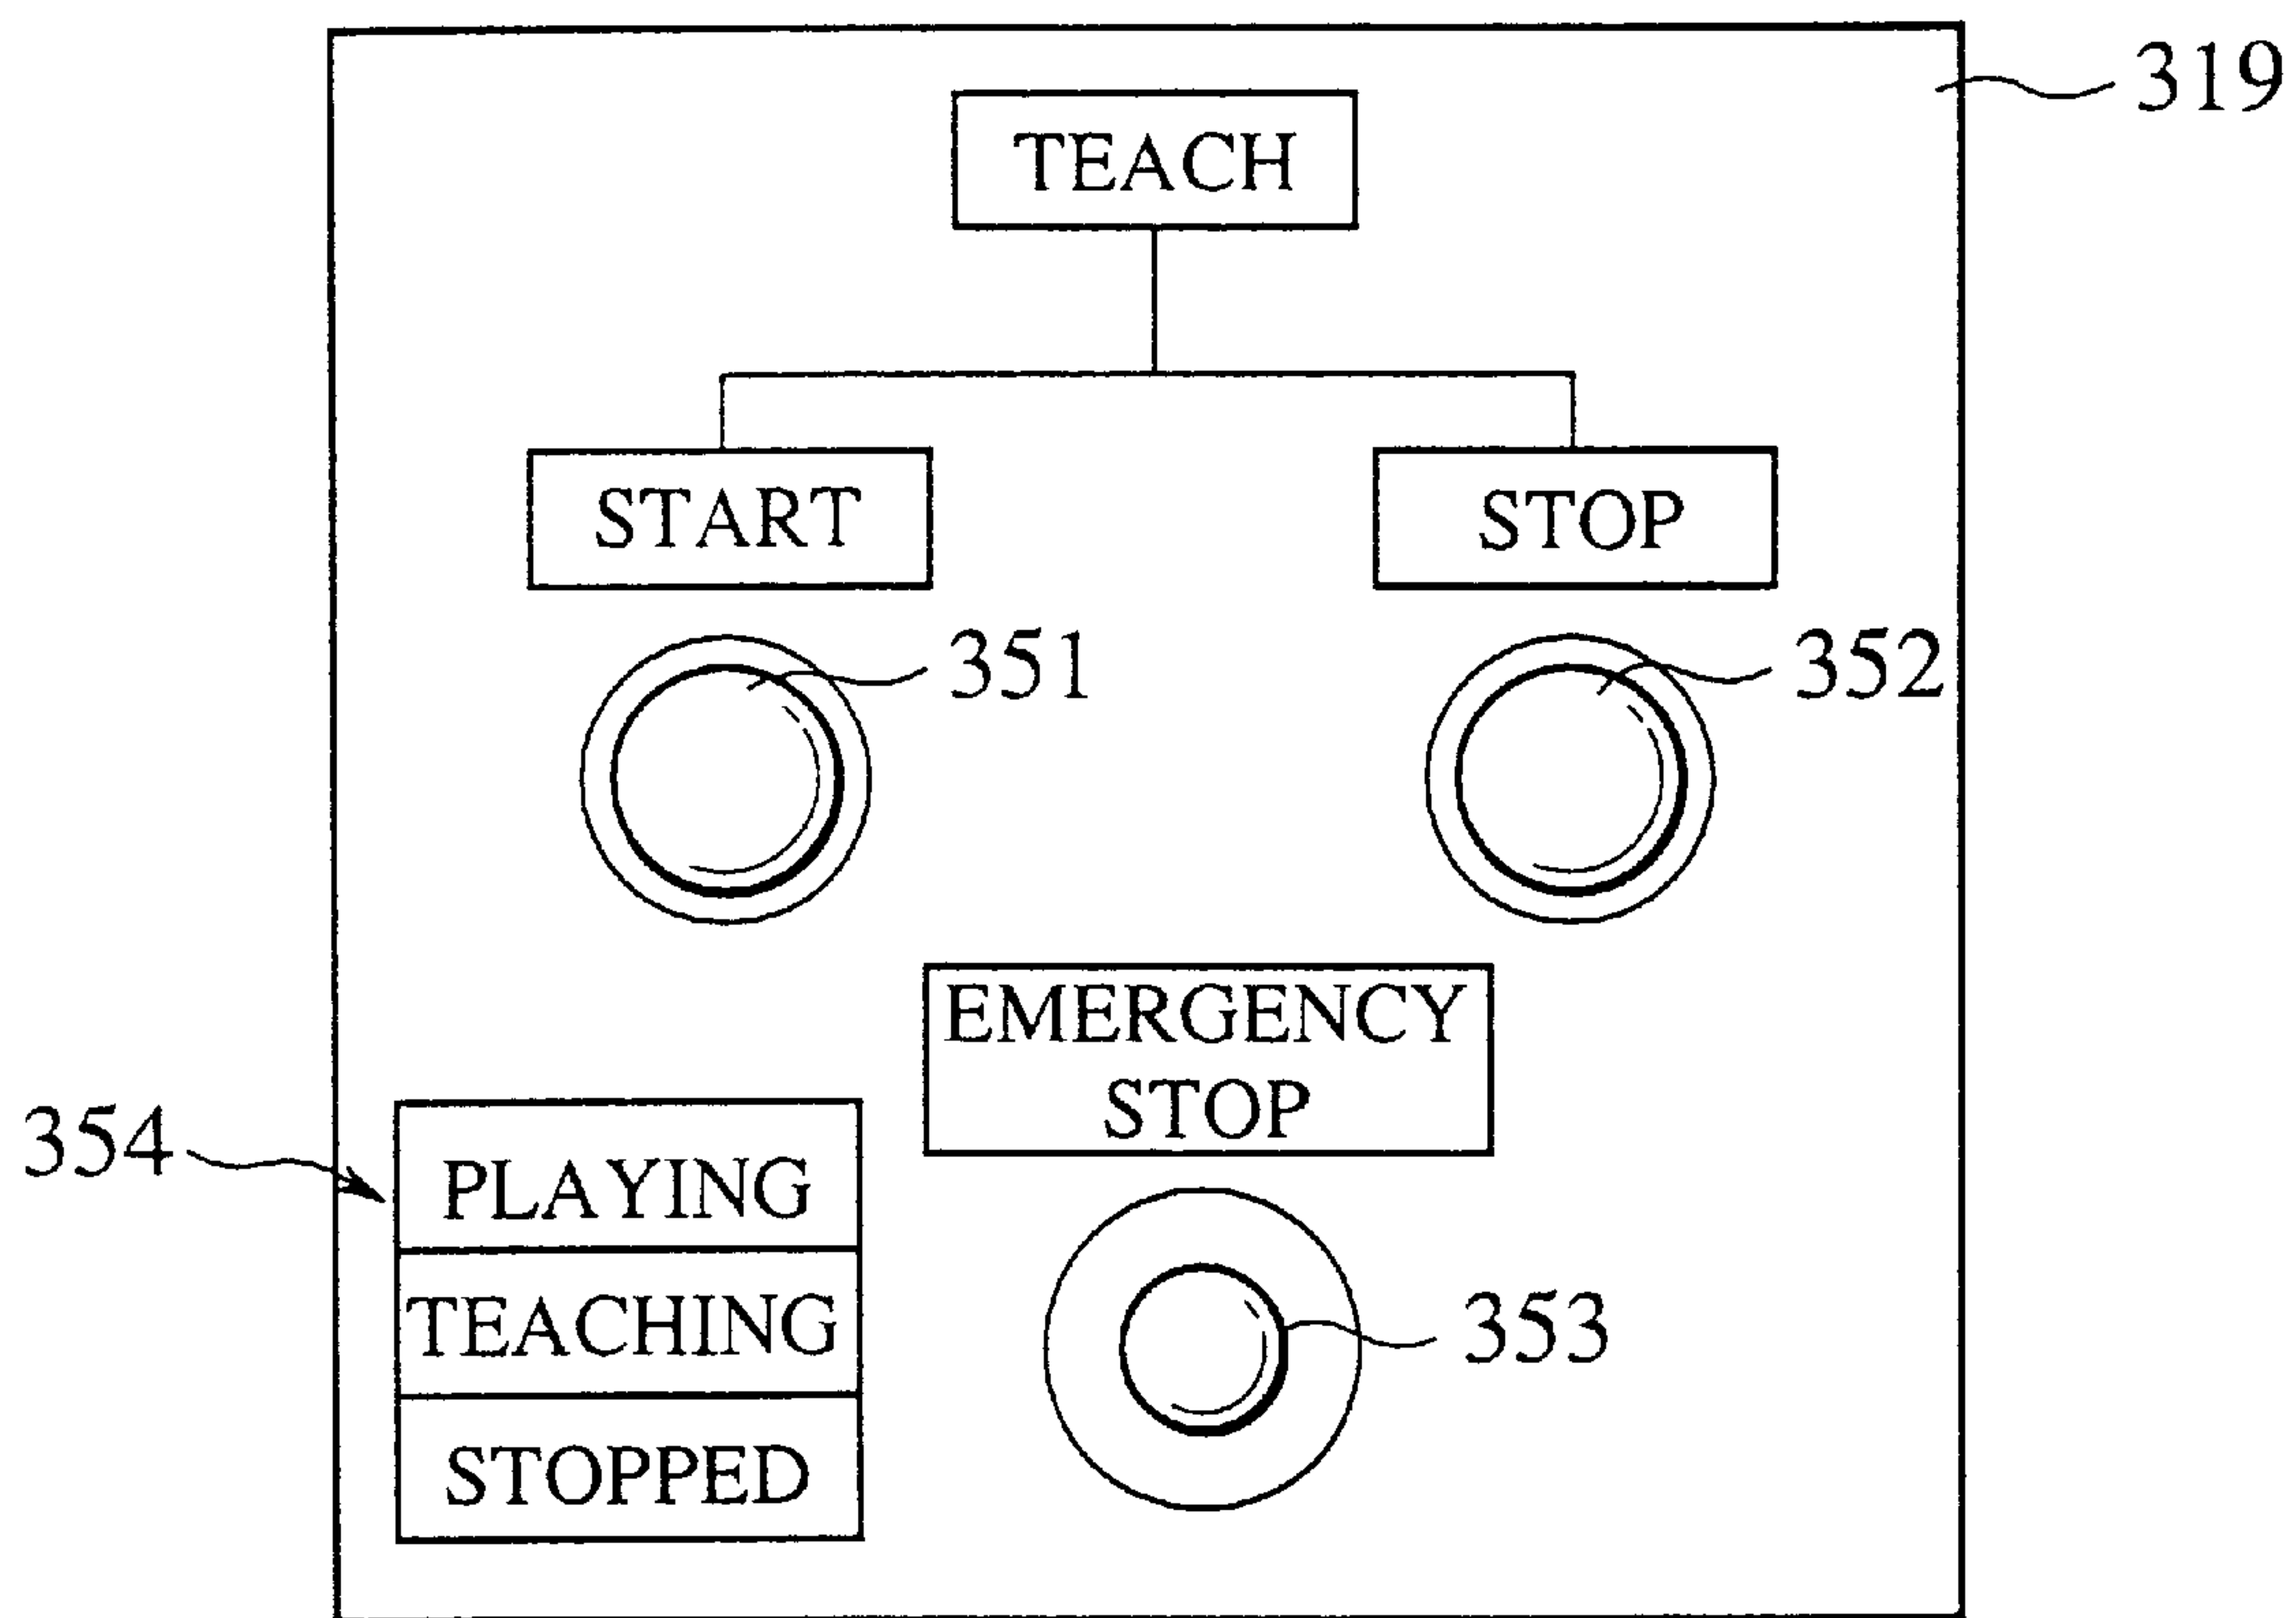 319
TEACH
START
STOP
351
352
EMERGENCY
STOP
354
PLAYING
TEACHING
STOPPED
353